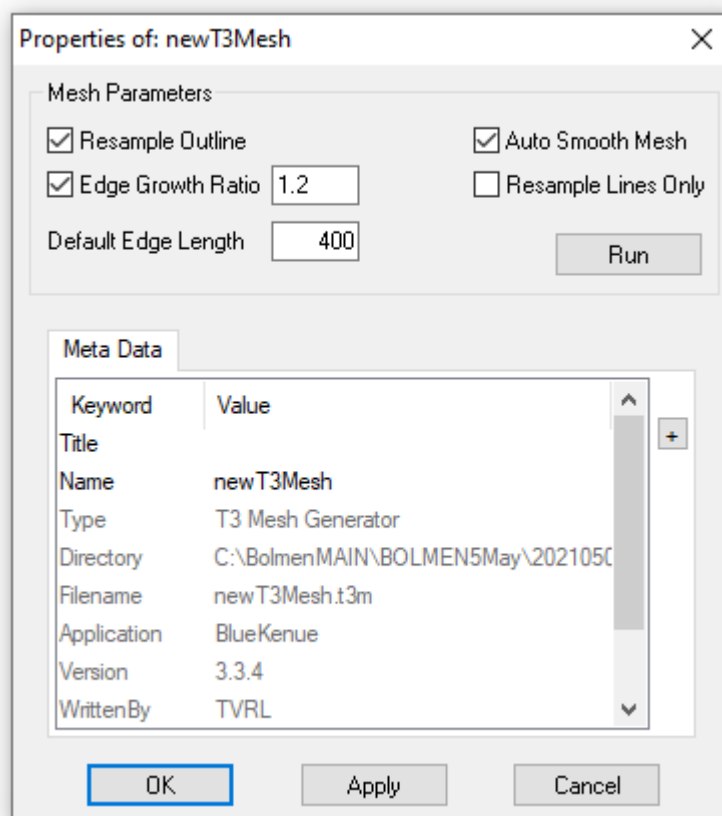 Properties of: newT3Mesh
Mesh Parameters
Resample Outline
Auto Smooth Mesh
Edge Growth Ratio 1.2
Resample Lines Only
Default Edge Length 400
Run
Meta Data
Keyword Value
+
Title
Name newT3Mesh
Type T3 Mesh Generator
Directory C:\BolmenMAIN\BOLMEN5May\2021050
Filename newT3Mesh.t3m
Application BlueKenue
Version 3.3.4
WrittenBy TVRL
OK Apply Cancel